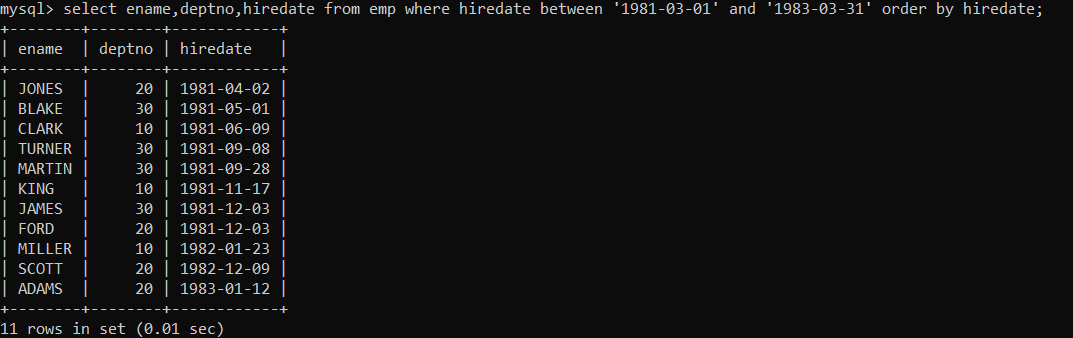 mysql> select ename,deptno,hiredate from emp where hiredate between '1981-03-01' and '1983-03-31' order by hiredate;
+--------+--------+------------+
| ename  | deptno | hiredate   |
+--------+--------+------------+
| JONES  |     20 | 1981-04-02 |
| BLAKE  |     30 | 1981-05-01 |
| CLARK  |     10 | 1981-06-09 |
| TURNER |     30 | 1981-09-08 |
| MARTIN |     30 | 1981-09-28 |
| KING   |     10 | 1981-11-17 |
| JAMES  |     30 | 1981-12-03 |
| FORD   |     20 | 1981-12-03 |
| MILLER |     10 | 1982-01-23 |
| SCOTT  |     20 | 1982-12-09 |
| ADAMS  |     20 | 1983-01-12 |
+--------+--------+------------+
11 rows in set (0.01 sec)